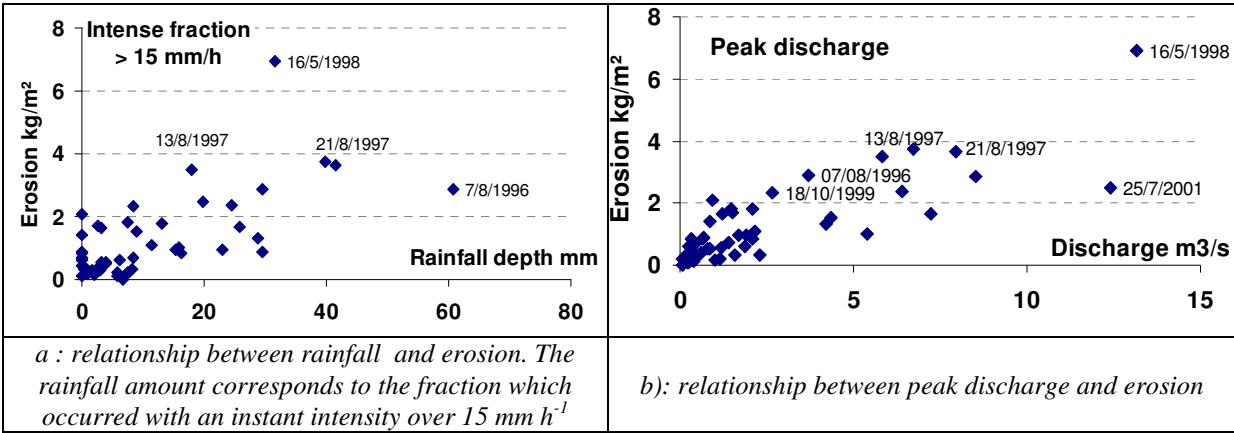 Intense fraction
> 15 mm/h
Erosion kg/m²
8
6
4
2
0
16/5/1998
13/8/1997
21/8/1997
7/8/1996
Rainfall depth mm
0 20 40 60 80
Peak discharge
Erosion kg/m²
8
6
4
2
0
16/5/1998
13/8/1997
21/8/1997
07/08/1996
18/10/1999
25/7/2001
Discharge m3/s
0 5 10 15
a : relationship between rainfall and erosion. The
rainfall amount corresponds to the fraction which
occurred with an instant intensity over 15 mm h⁻¹
b): relationship between peak discharge and erosion